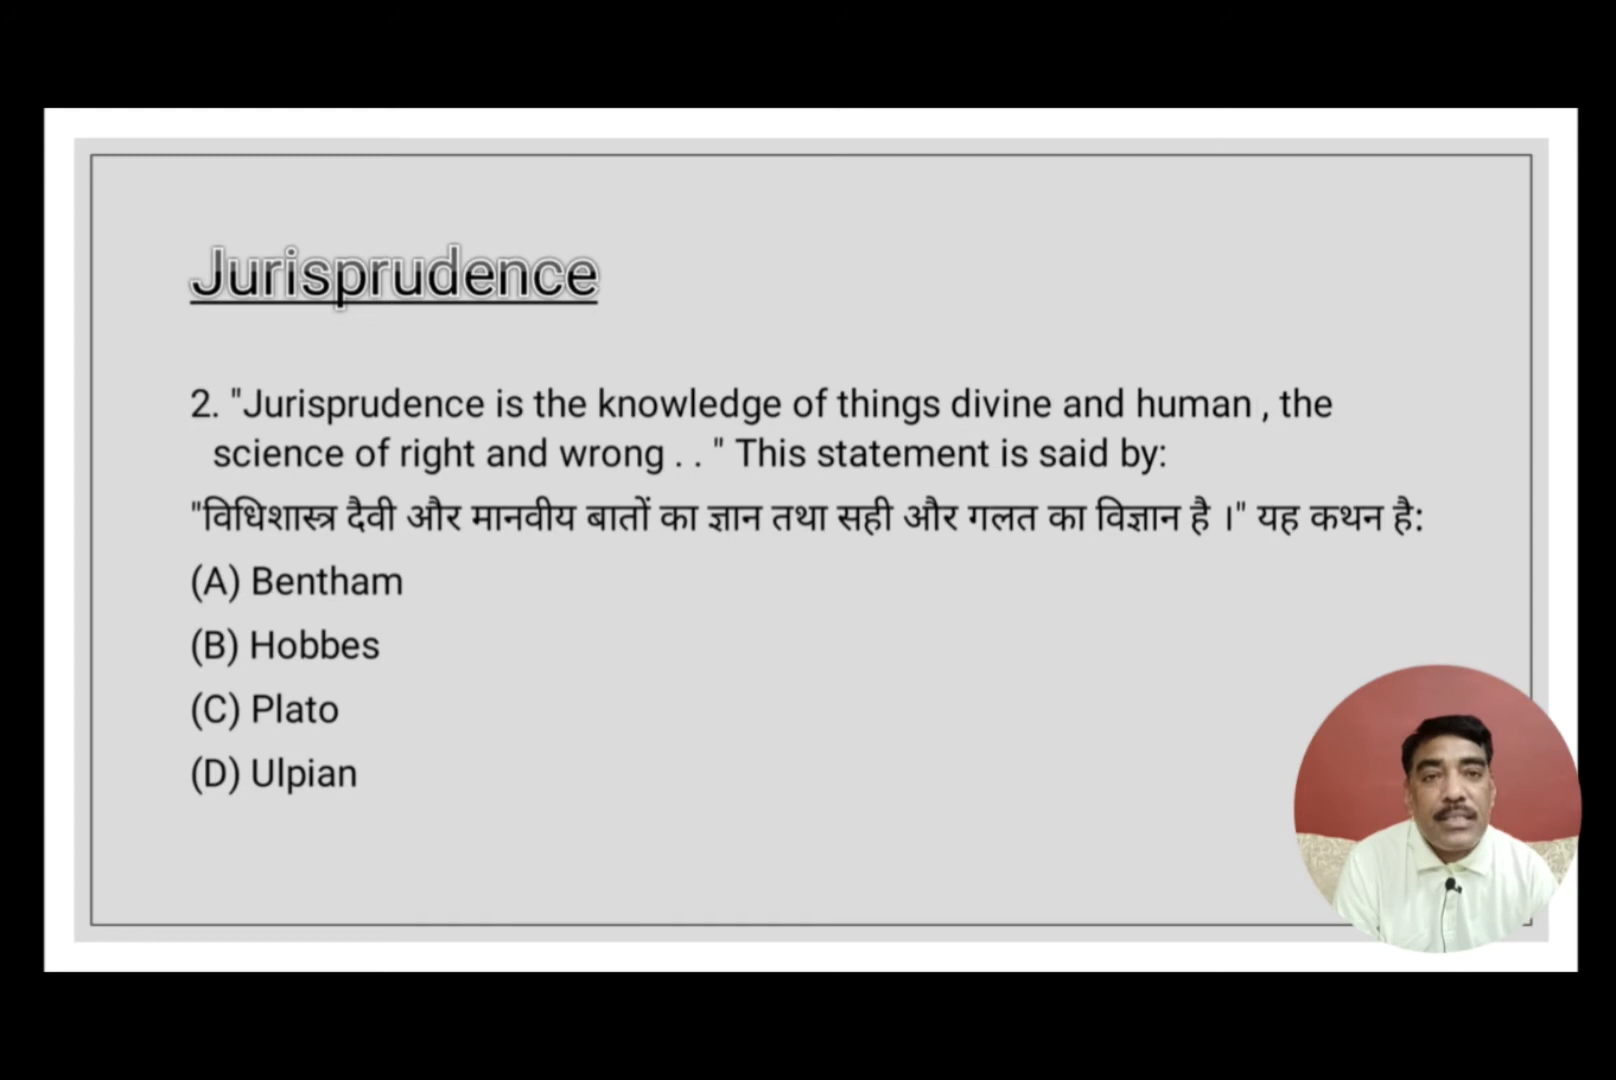 Jurisprudence
2. "Jurisprudence is the knowledge of things divine and human , the
science of right and wrong . . " This statement is said by:
"विधिशास्त्र दैवी और मानवीय बातों का ज्ञान तथा सही और गलत का विज्ञान है ।" यह कथन है:
(A) Bentham
(B) Hobbes
(C) Plato
(D) Ulpian